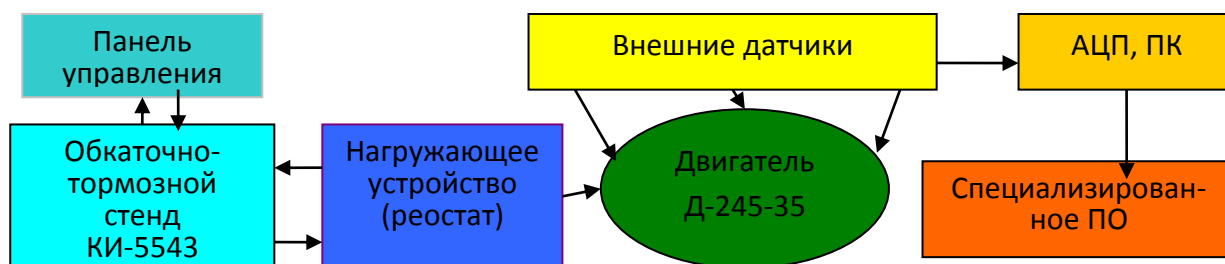 Панель
управления
Внешние датчики
АЦП, ПК
Обкаточно-
тормозной
стенд
КИ-5543
Нагружающее
устройство
(реостат)
Двигатель
Д-245-35
Специализирован-
ное ПО